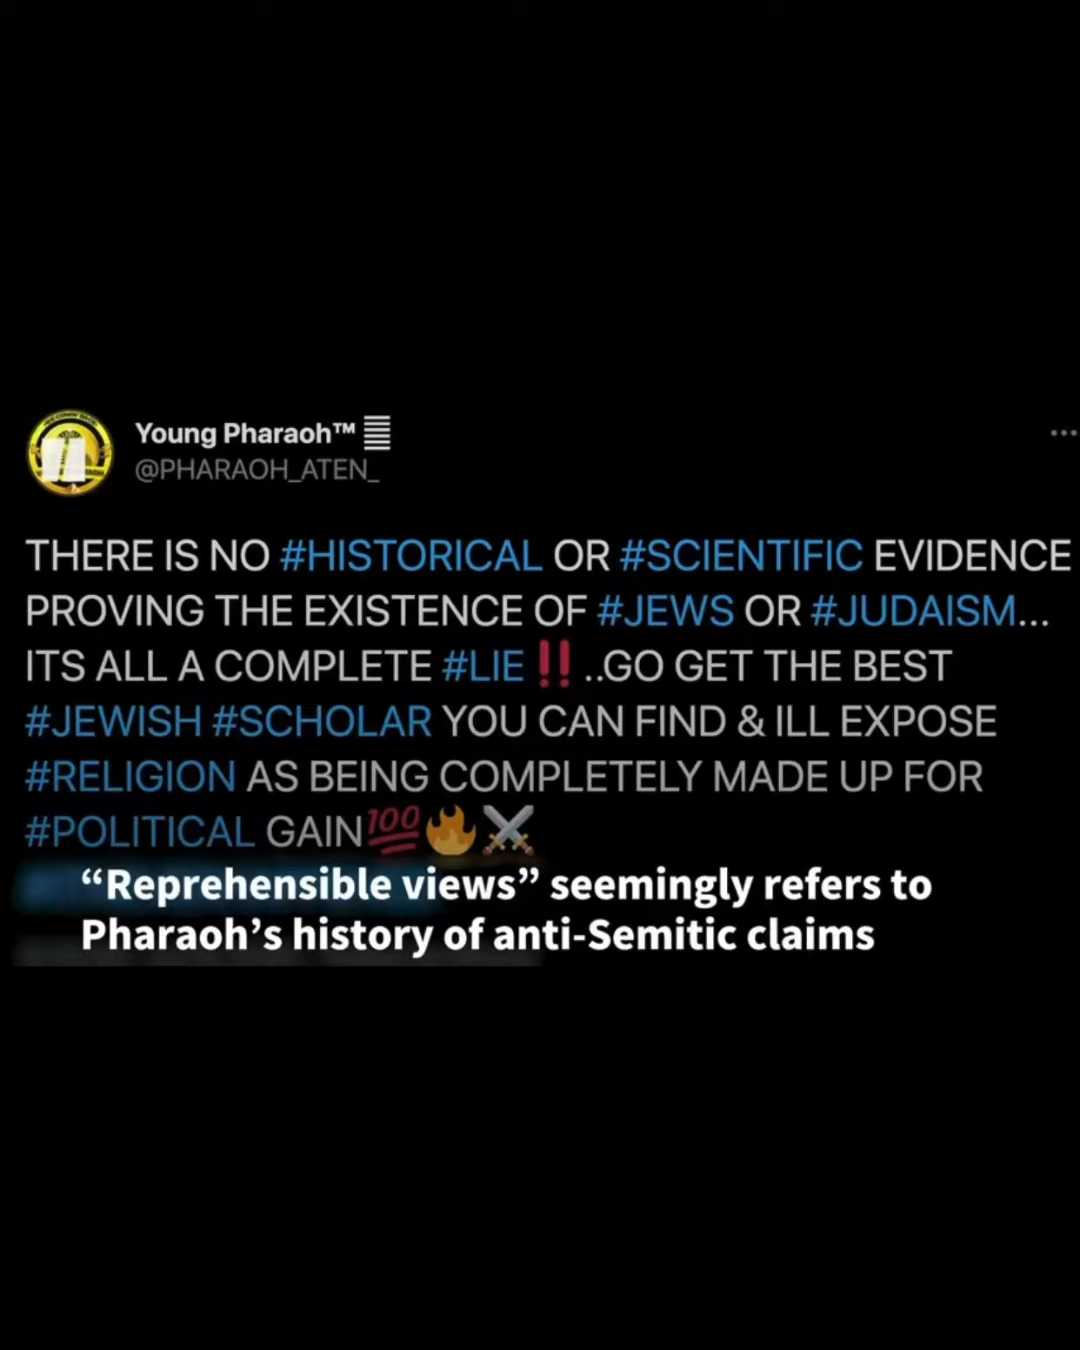 Young Pharaoh™
@PHARAOH_ATEN_
THERE IS NO #HISTORICAL OR #SCIENTIFIC EVIDENCE
PROVING THE EXISTENCE OF #JEWS OR #JUDAISM...
ITS ALL A COMPLETE #LIE‼️..GO GET THE BEST
#JEWISH #SCHOLAR YOU CAN FIND & ILL EXPOSE
#RELIGION AS BEING COMPLETELY MADE UP FOR
#POLITICAL GAIN💯🔥⚔️
“Reprehensible views” seemingly refers to
Pharaoh’s history of anti-Semitic claims